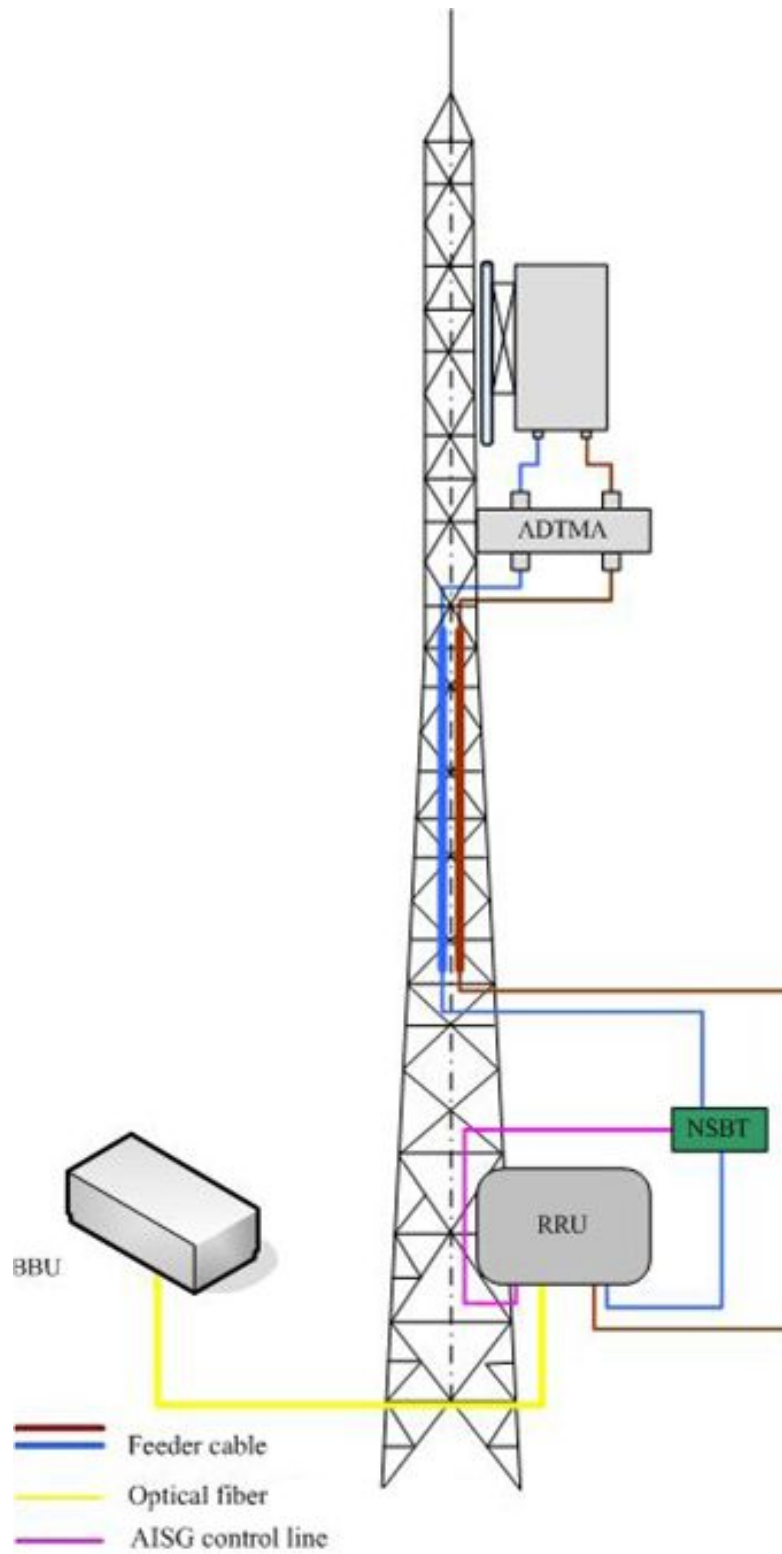 ADTMA
NSBT
RRU
BBU
Feeder cable
Optical fiber
AISG control line